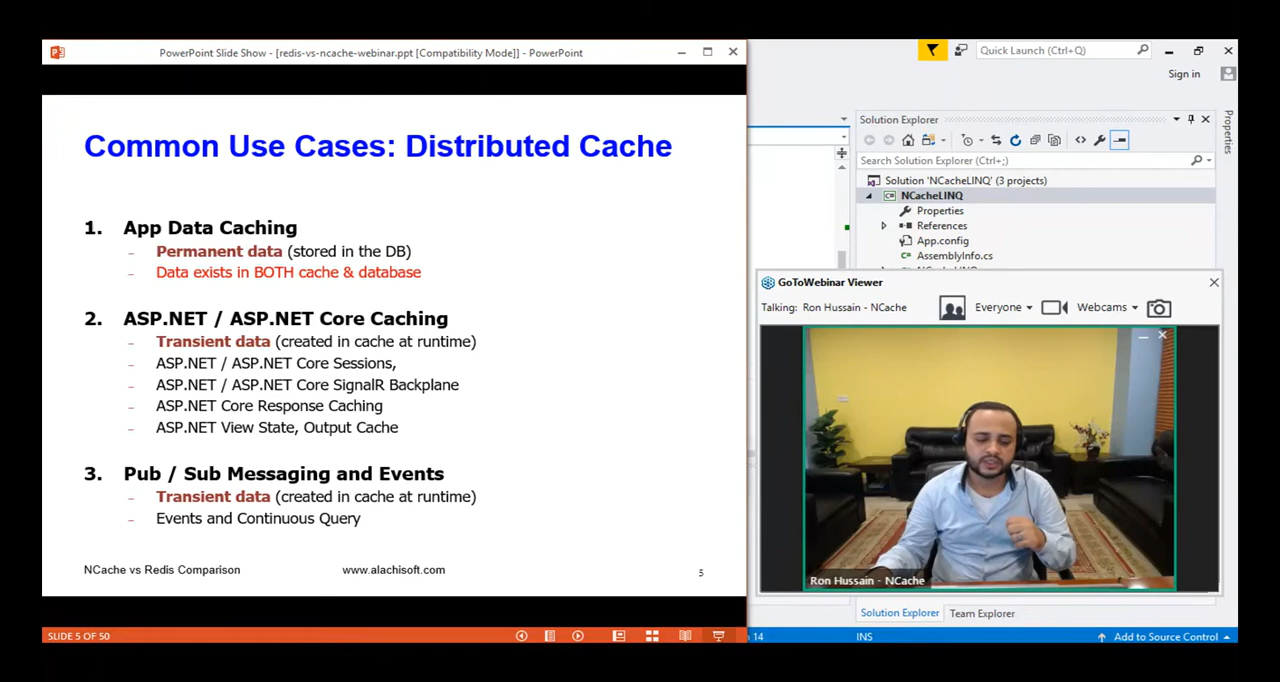 PowerPoint Slide Show - [redis-vs-ncache-webinar.ppt [Compatibility Mode]] - PowerPoint
Common Use Cases: Distributed Cache
1. App Data Caching
– Permanent data (stored in the DB)
– Data exists in BOTH cache & database
2. ASP.NET / ASP.NET Core Caching
– Transient data (created in cache at runtime)
– ASP.NET / ASP.NET Core Sessions,
– ASP.NET / ASP.NET Core SignalR Backplane
– ASP.NET Core Response Caching
– ASP.NET View State, Output Cache
3. Pub / Sub Messaging and Events
– Transient data (created in cache at runtime)
– Events and Continuous Query
NCache vs Redis Comparison www.alachisoft.com 5
SLIDE 5 OF 50
Quick Launch (Ctrl+Q)
Sign in
Solution Explorer
Properties
Search Solution Explorer (Ctrl+;)
Solution 'NCacheLINQ' (3 projects)
NCacheLINQ
Properties
References
App.config
AssemblyInfo.cs
GoToWebinar Viewer
Talking: Ron Hussain - NCache
Everyone
Webcams
Ron Hussain - NCache
Solution Explorer Team Explorer
14 INS Add to Source Control